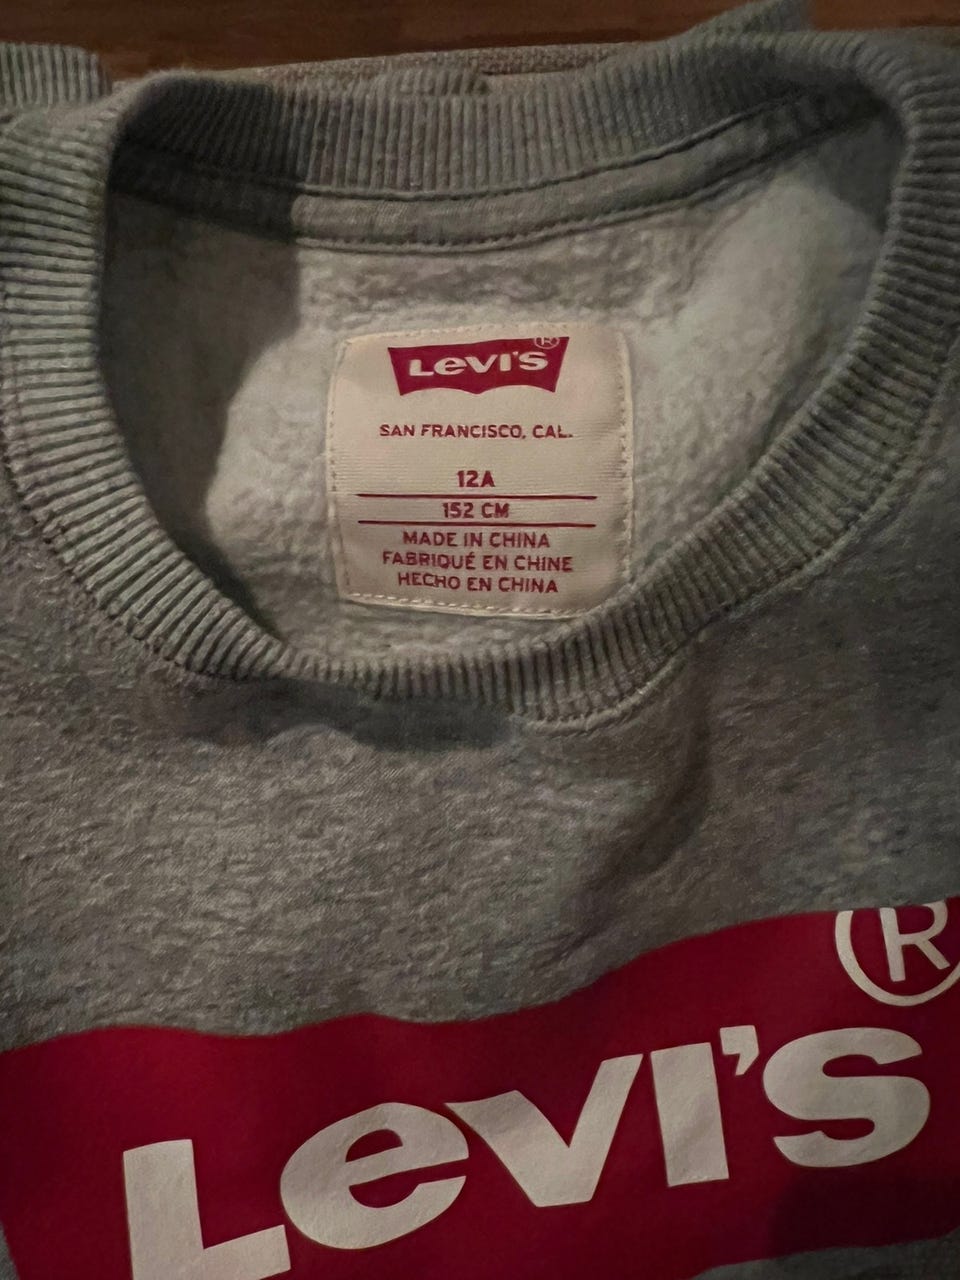 Levi's ®
SAN FRANCISCO, CAL.
12A
152 CM
MADE IN CHINA
FABRIQUÉ EN CHINE
HECHO EN CHINA
®
Levi's